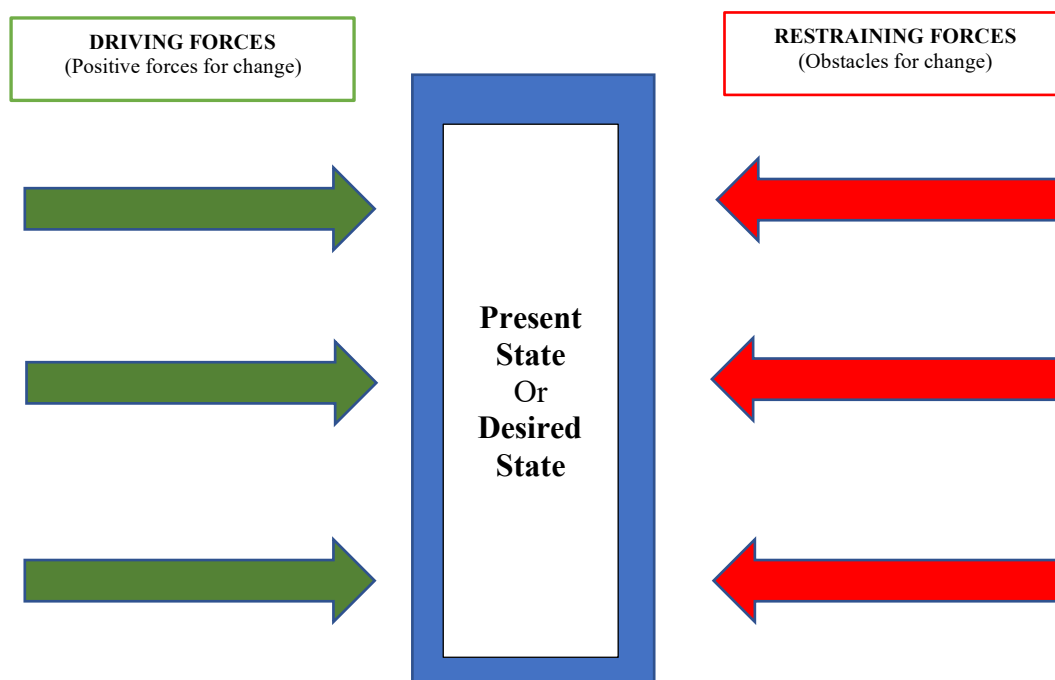 DRIVING FORCES
(Positive forces for change)
RESTRAINING FORCES
(Obstacles for change)
Present
State
Or
Desired
State